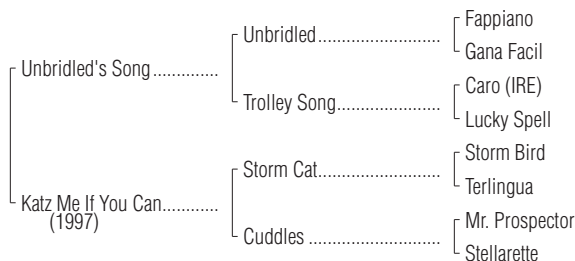 Fappiano
Unbridled..............................
Gana Facil
Unbridled's Song.............
Caro (IRE)
Trolley Song.........................
Lucky Spell
Storm Bird
Storm Cat.............................
Terlingua
Katz Me If You Can............
(1997)
Mr. Prospector
Cuddles ................................
Stellarette